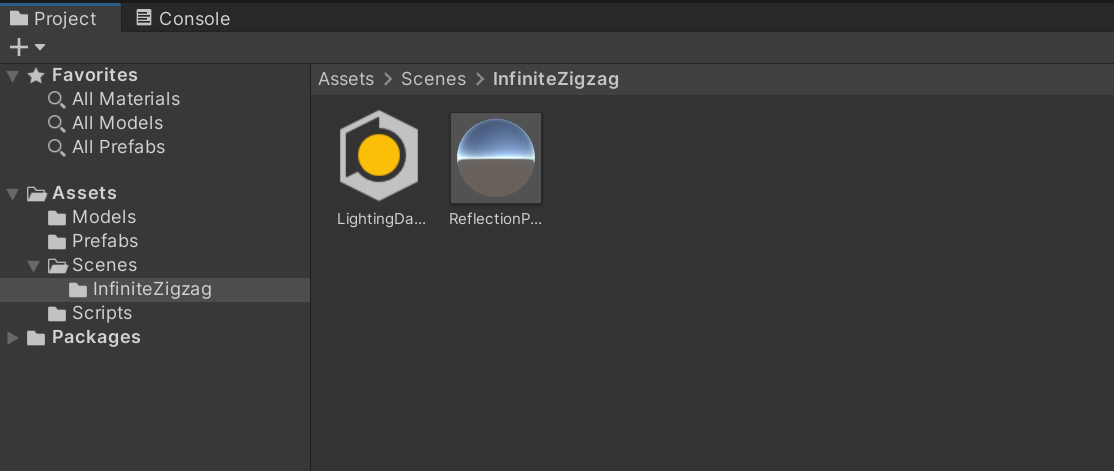 Project
Console
Favorites
All Materials
All Models
All Prefabs
Assets
Models
Prefabs
Scenes
InfiniteZigzag
Scripts
Packages
Assets > Scenes > InfiniteZigzag
LightingDa...
ReflectionP...